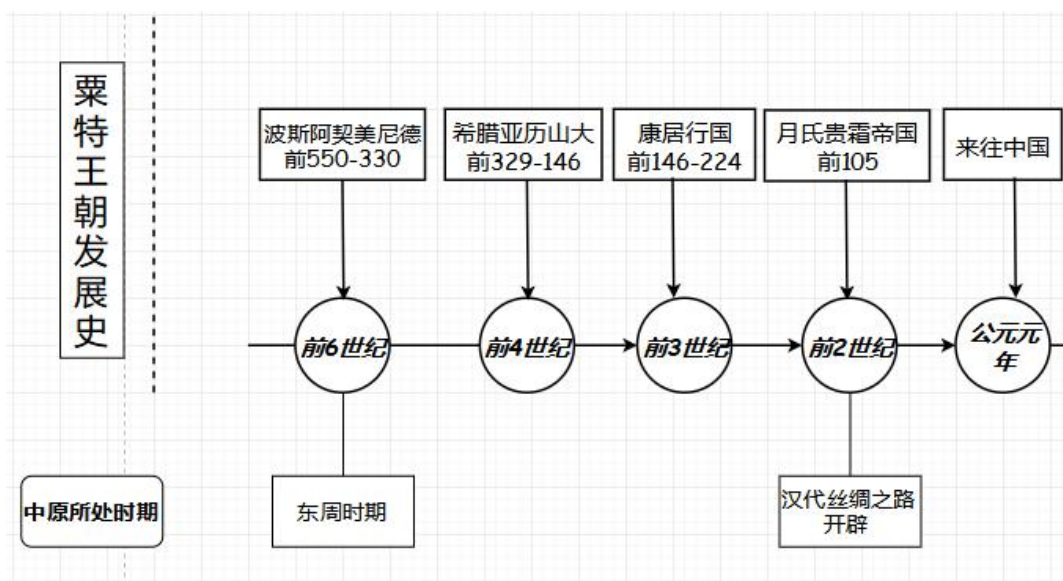 粟特王朝发展史
波斯阿契美尼德
前550-330
希腊亚历山大
前329-146
康居行国
前146-224
月氏贵霜帝国
前105
来往中国
前6世纪
前4世纪
前3世纪
前2世纪
公元元
年
中原所处时期
东周时期
汉代丝绸之路
开辟